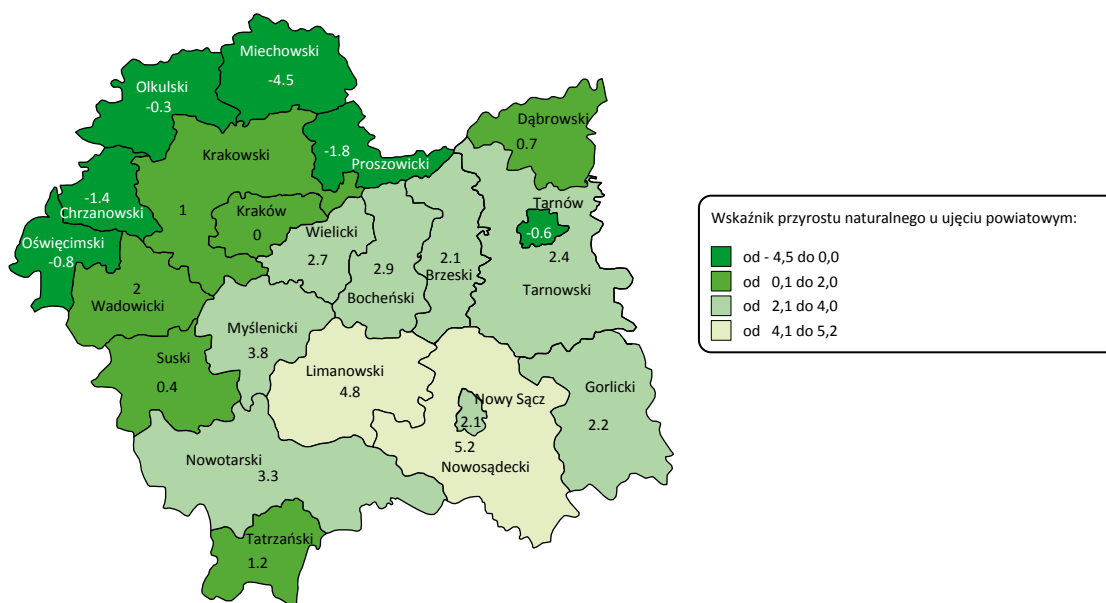 Miechowski
-4.5
Olkulski
-0.3
Dąbrowski
0.7
Krakowski
1
-1.8
Proszowicki
-1.4
Chrzanowski
Kraków
0
Tarnów
-0.6
2.4
Tarnowski
Oświęcimski
-0.8
Wielicki
2.7
2.9
Bocheński
2.1
Brzeski
2
Wadowicki
Myślenicki
3.8
Suski
0.4
Limanowski
4.8
Nowy Sącz
2.1
5.2
Nowosądecki
Gorlicki
2.2
Nowotarski
3.3
Tatrzański
1.2
Wskaźnik przyrostu naturalnego u ujęciu powiatowym:
od - 4,5 do 0,0
od 0,1 do 2,0
od 2,1 do 4,0
od 4,1 do 5,2